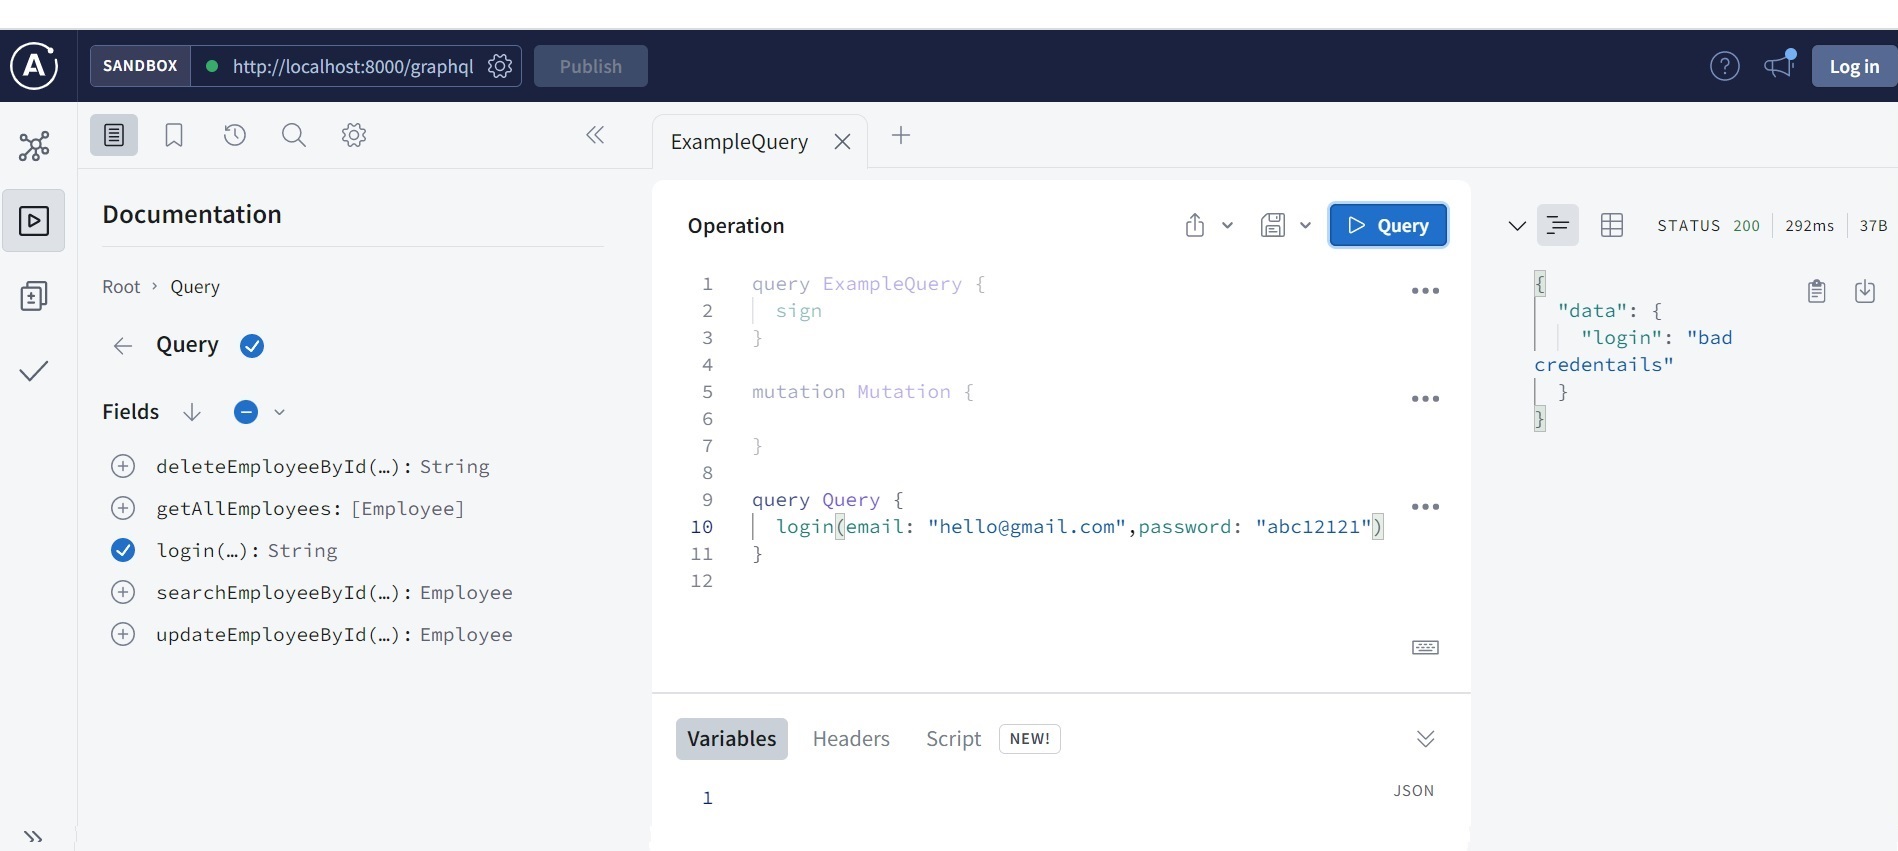 SANDBOX http://localhost:8000/graphql Publish Log in
ExampleQuery
Documentation
Root › Query
Query
Fields
deleteEmployeeById(…): String
getAllEmployees: [Employee]
login(…): String
searchEmployeeById(…): Employee
updateEmployeeById(…): Employee
Operation Query
1 query ExampleQuery {
2 sign
3 }
4
5 mutation Mutation {
6
7 }
8
9 query Query {
10 login(email: "hello@gmail.com",password: "abc12121")
11 }
12
Variables Headers Script NEW!
1 JSON
STATUS 200 292ms 37B
{
"data": {
"login": "bad
credentails"
}
}